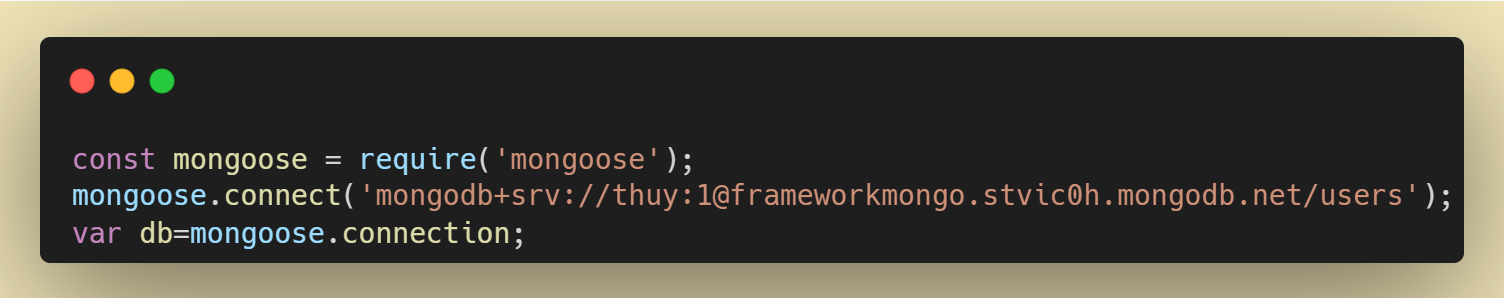 const mongoose = require('mongoose');
mongoose.connect('mongodb+srv://thuy:1@frameworkmongo.stvic0h.mongodb.net/users');
var db=mongoose.connection;